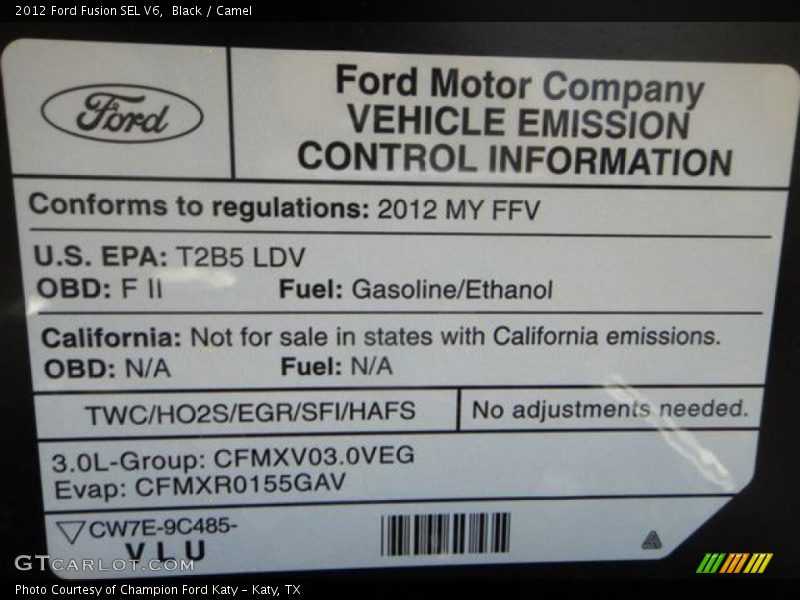 2012 Ford Fusion SEL V6, Black / Camel
Ford
Ford Motor Company
VEHICLE EMISSION
CONTROL INFORMATION
Conforms to regulations: 2012 MY FFV
U.S. EPA: T2B5 LDV
OBD: F II Fuel: Gasoline/Ethanol
California: Not for sale in states with California emissions.
OBD: N/A Fuel: N/A
TWC/HO2S/EGR/SFI/HAFS
No adjustments needed.
3.0L-Group: CFMXV03.0VEG
Evap: CFMXR0155GAV
CW7E-9C485-
VLU
GTCARLOT.COM
Photo Courtesy of Champion Ford Katy - Katy, TX